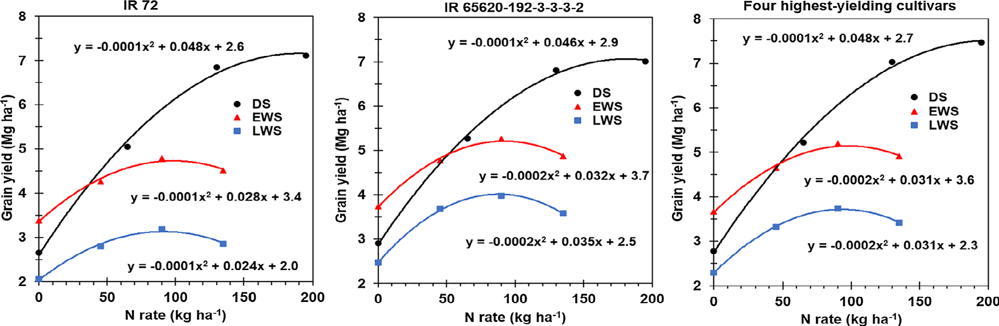 IR 72
8
7
6
5
4
3
2
0
50
100
150
200
Grain yield (Mg ha-1)
N rate (kg ha-1)
y = -0.0001x2 + 0.048x + 2.6
DS
EWS
LWS
y = -0.0001x2 + 0.028x + 3.4
y = -0.0001x2 + 0.024x + 2.0
IR 65620-192-3-3-3-2
8
7
6
5
4
3
2
0
50
100
150
200
Grain yield (Mg ha-1)
N rate (kg ha-1)
y = -0.0001x2 + 0.046x + 2.9
DS
EWS
LWS
y = -0.0002x2 + 0.032x + 3.7
y = -0.0002x2 + 0.035x + 2.5
Four highest-yielding cultivars
8
7
6
5
4
3
2
0
50
100
150
200
Grain yield (Mg ha-1)
N rate (kg ha-1)
y = -0.0001x2 + 0.048x + 2.7
DS
EWS
LWS
y = -0.0002x2 + 0.031x + 3.6
y = -0.0002x2 + 0.031x + 2.3